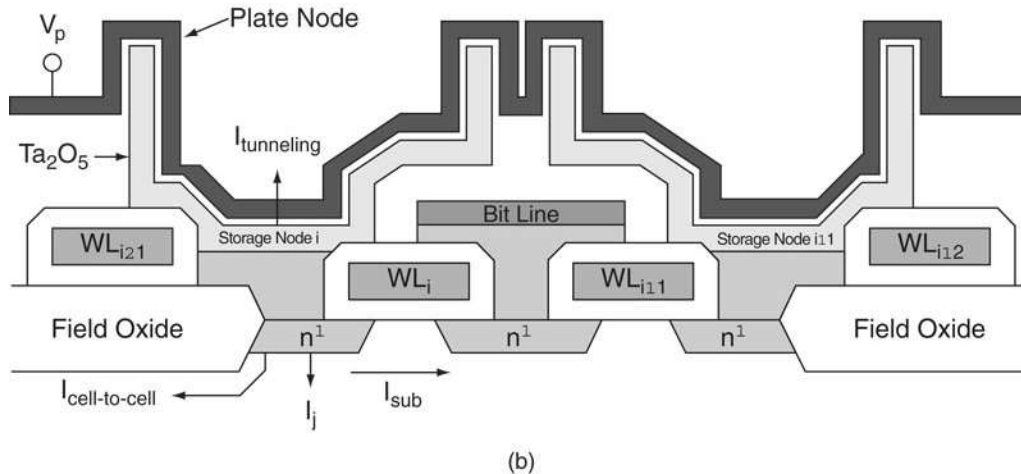 Plate Node
Vp
Ta2O5
Itunneling
Bit Line
Storage Node i
Storage Node i11
WLi21
WLi
WLi11
WLi12
Field Oxide
n1
n1
n1
Field Oxide
Icell-to-cell
Ij
Isub
(b)